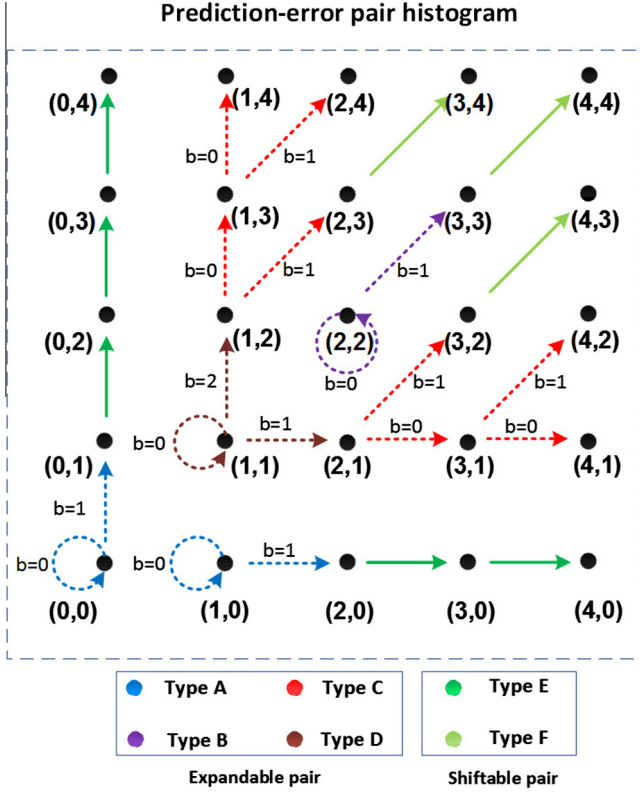 Prediction-error pair histogram
(0,4) (1,4) (2,4) (3,4) (4,4)
b=0 b=1
(0,3) (1,3) (2,3) (3,3) (4,3)
b=0 b=1 b=1
(0,2) (1,2) (2,2) (3,2) (4,2)
b=2 b=0 b=1 b=1
b=0 b=1 b=0 b=0
(0,1) (1,1) (2,1) (3,1) (4,1)
b=1
b=0 b=0 b=1
(0,0) (1,0) (2,0) (3,0) (4,0)
Type A Type C Type E
Type B Type D Type F
Expandable pair Shiftable pair